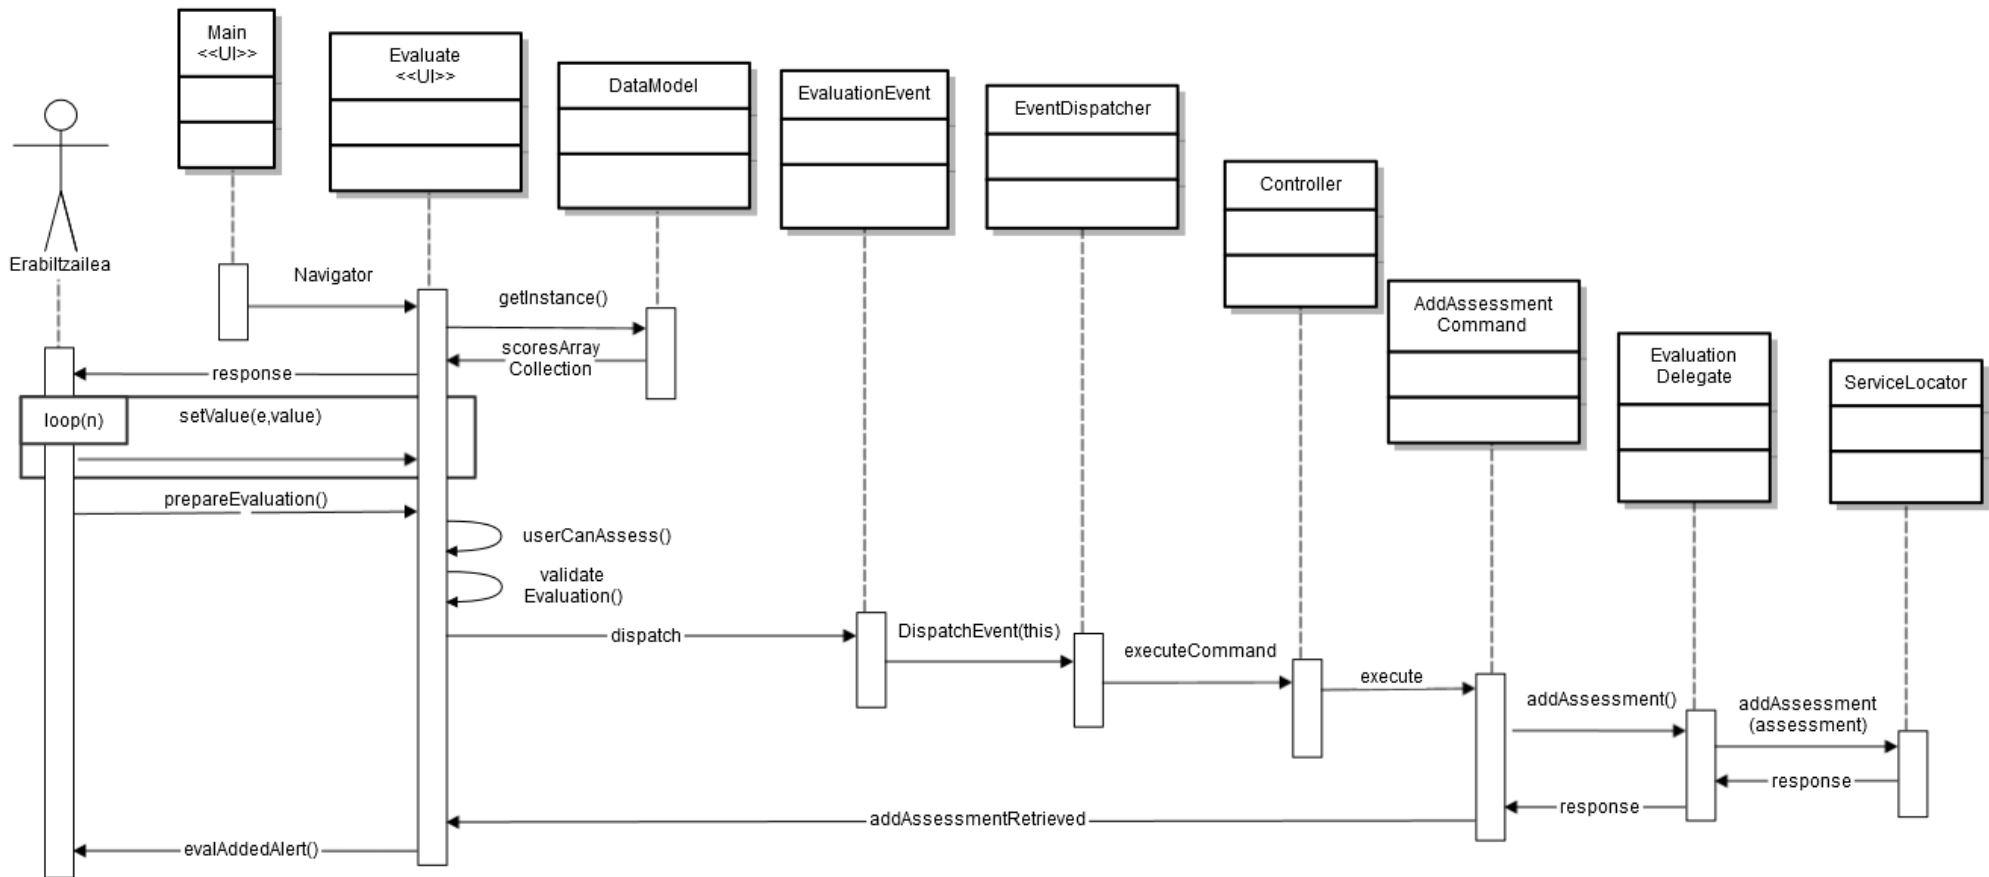 Main
<<UI>>
Evaluate
<<UI>>
DataModel
EvaluationEvent
EventDispatcher
Controller
AddAssessment
Command
Evaluation
Delegate
ServiceLocator
Erabiltzailea
Navigator
getInstance()
scoresArray
Collection
response
loop(n)
setValue(e,value)
prepareEvaluation()
userCanAssess()
validate
Evaluation()
dispatch
DispatchEvent(this)
executeCommand
execute
addAssessment()
addAssessment
(assessment)
response
response
addAssessmentRetrieved
evalAddedAlert()